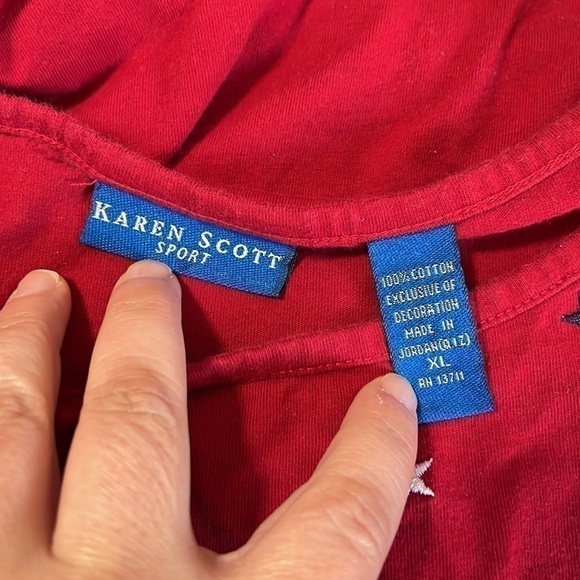 KAREN SCOTT
SPORT
100% COTTON
EXCLUSIVE OF
DECORATION
MADE IN
JORDAN(Q.I.Z)
XL
RN 13711